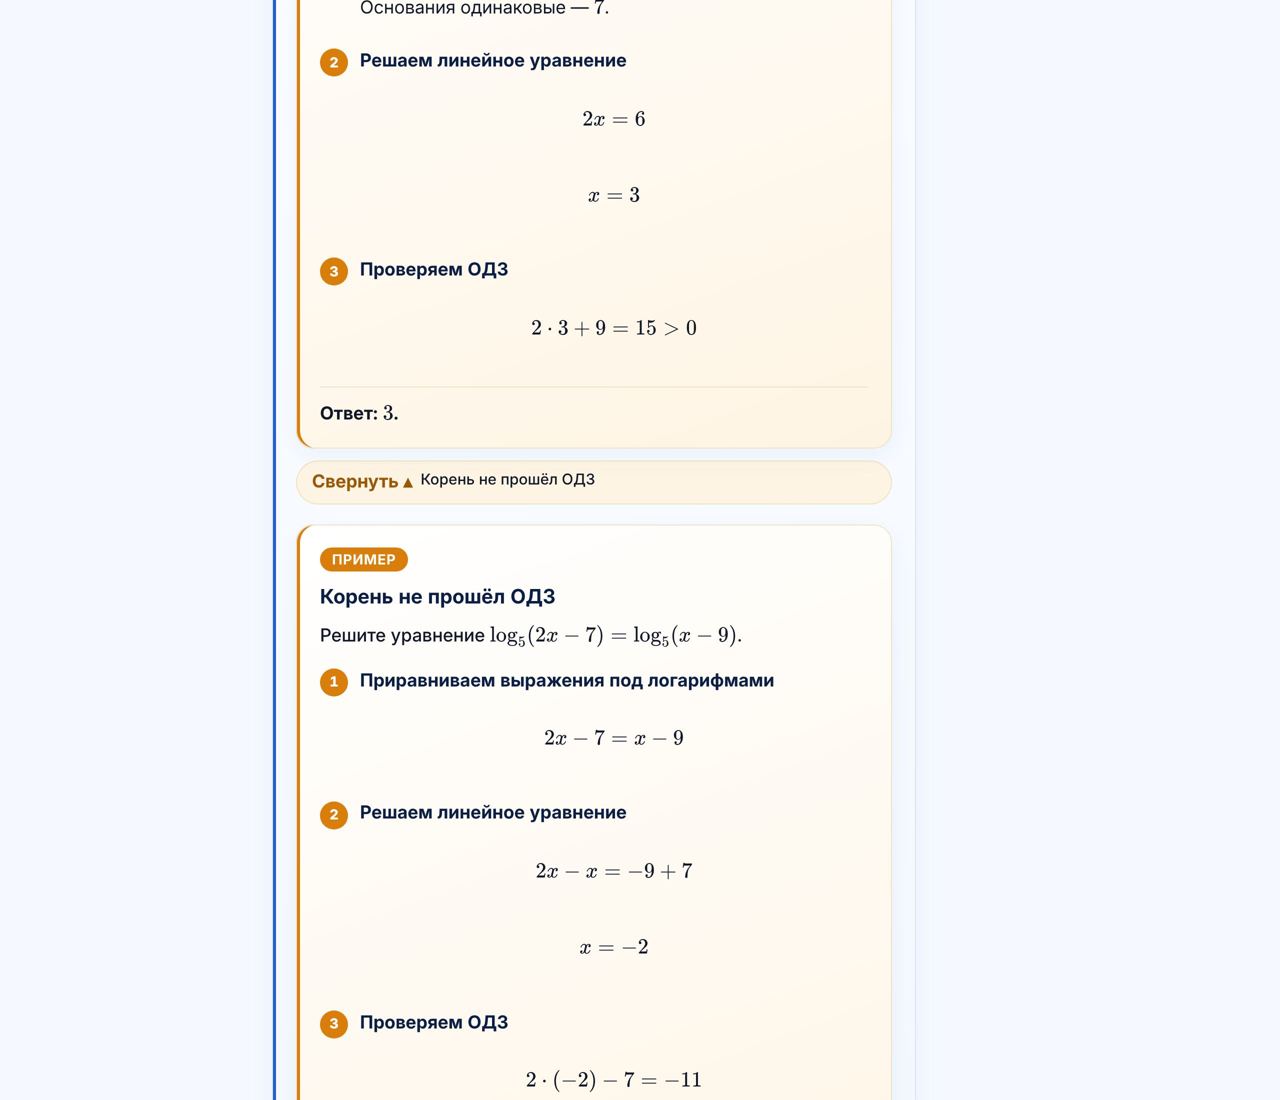 Основания одинаковые — 7.
2 Решаем линейное уравнение
2x = 6
x = 3
3 Проверяем ОДЗ
2 · 3 + 9 = 15 > 0
Ответ: 3.
Свернуть ▲ Корень не прошёл ОДЗ
ПРИМЕР
Корень не прошёл ОДЗ
Решите уравнение log₅(2x − 7) = log₅(x − 9).
1 Приравниваем выражения под логарифмами
2x − 7 = x − 9
2 Решаем линейное уравнение
2x − x = −9 + 7
x = −2
3 Проверяем ОДЗ
2 · (−2) − 7 = −11